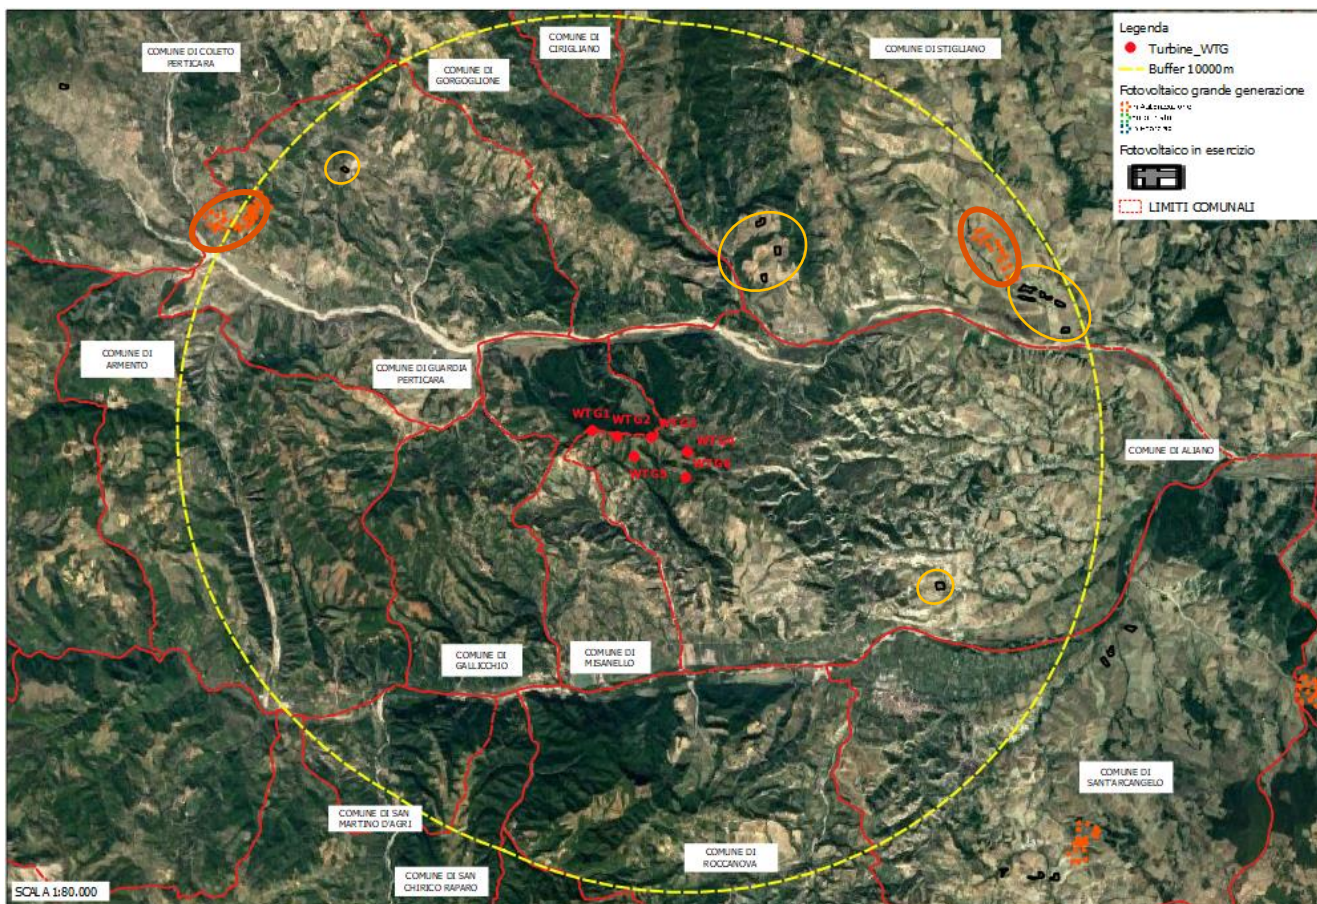 COMUNE DI COLETO
PERTICARA
COMUNE DI
GORGOGLIONE
COMUNE DI
CIRIGLIANO
COMUNE DI STIGLIANO
Legenda
Turbine_WTG
Buffer 10000m
Fotovoltaico grande generazione
Fotovoltaico in esercizio
LIMITI COMUNALI
COMUNE DI
ARMENTO
COMUNE DI GUARDIA
PERTICARA
WTG1
WTG2
WTG5
WTG6
COMUNE DI ALIANO
COMUNE DI
GALLICCHIO
COMUNE DI
MISANELLO
COMUNE DI
SANT'ARCANGELO
COMUNE DI SAN
MARTINO D'AGRI
COMUNE DI
ROCCANOVA
COMUNE DI SAN
CHIRICO RAPARO
SCALA 1:80.000